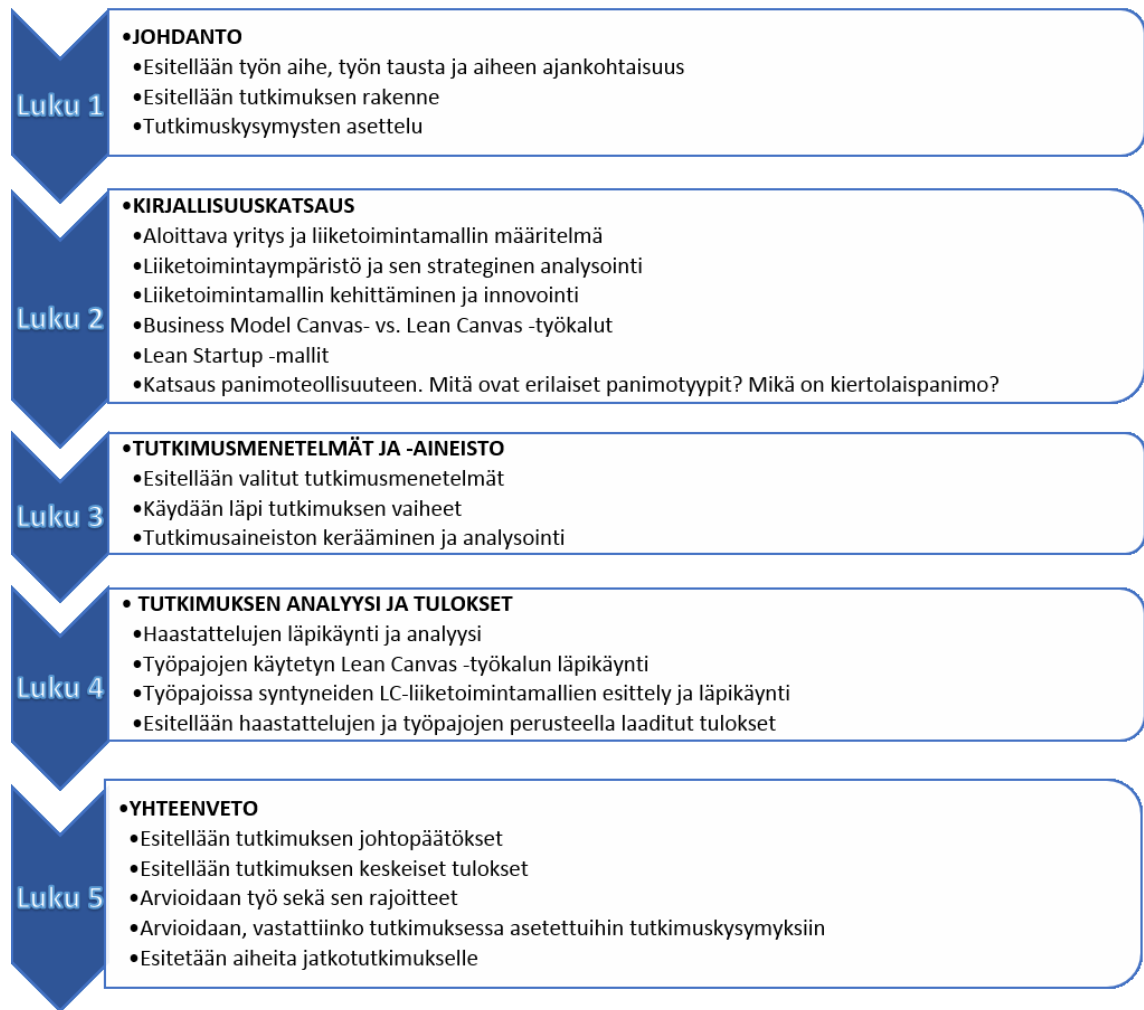 Luku 1
•JOHDANTO
•Esitellään työn aihe, työn tausta ja aiheen ajankohtaisuus
•Esitellään tutkimuksen rakenne
•Tutkimuskysymysten asettelu
Luku 2
•KIRJALLISUUSKATSAUS
•Aloittava yritys ja liiketoimintamallin määritelmä
•Liiketoimintaympäristö ja sen strateginen analysointi
•Liiketoimintamallin kehittäminen ja innovointi
•Business Model Canvas- vs. Lean Canvas -työkalut
•Lean Startup -mallit
•Katsaus panimoteollisuuteen. Mitä ovat erilaiset panimotyypit? Mikä on kiertolaispanimo?
Luku 3
•TUTKIMUSMENETELMÄT JA -AINEISTO
•Esitellään valitut tutkimusmenetelmät
•Käydään läpi tutkimuksen vaiheet
•Tutkimusaineiston kerääminen ja analysointi
Luku 4
• TUTKIMUKSEN ANALYYSI JA TULOKSET
•Haastattelujen läpikäynti ja analyysi
•Työpajojen käytetyn Lean Canvas -työkalun läpikäynti
•Työpajoissa syntyneiden LC-liiketoimintamallien esittely ja läpikäynti
•Esitellään haastattelujen ja työpajojen perusteella laaditut tulokset
Luku 5
•YHTEENVETO
•Esitellään tutkimuksen johtopäätökset
•Esitellään tutkimuksen keskeiset tulokset
•Arvioidaan työ sekä sen rajoitteet
•Arvioidaan, vastattiinko tutkimuksessa asetettuihin tutkimuskysymyksiin
•Esitetään aiheita jatkotutkimukselle